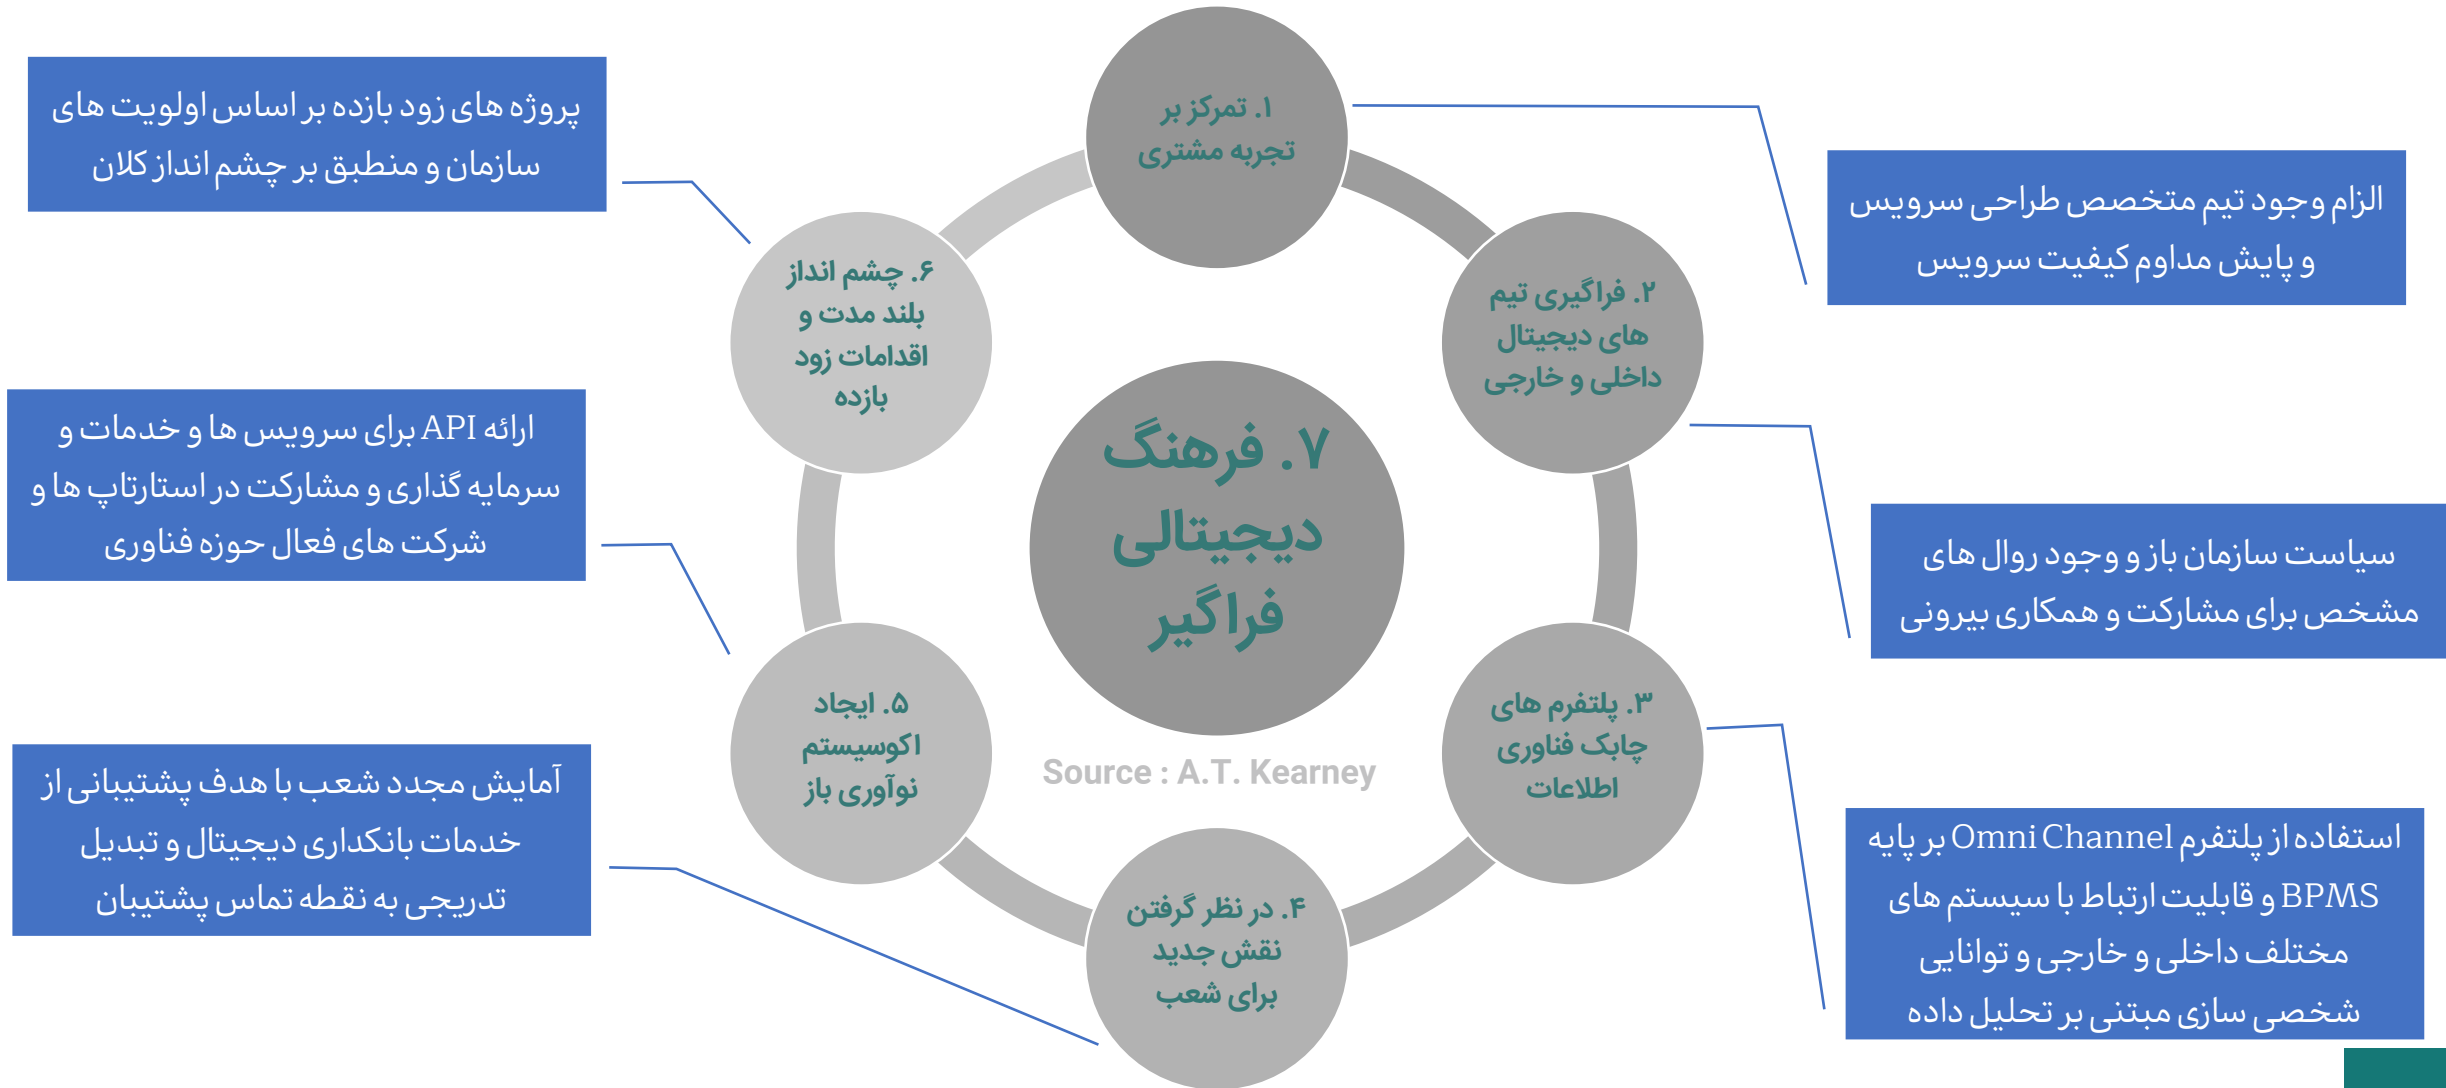 ۱. تمرکز بر
تجربه مشتری
الزام وجود تیم متخصص طراحی سرویس
و پایش مداوم کیفیت سرویس
۲. فراگیری تیم
های دیجیتال
داخلی و خارجی
سیاست سازمان باز و وجود روال های
مشخص برای مشارکت و همکاری بیرونی
۳. پلتفرم های
چابک فناوری
اطلاعات
استفاده از پلتفرم Omni Channel بر پایه
BPMS و قابلیت ارتباط با سیستم های
مختلف داخلی و خارجی و توانایی
شخصی سازی مبتنی بر تحلیل داده
۴. در نظر گرفتن
نقش جدید
برای شعب
آمایش مجدد شعب با هدف پشتیبانی از
خدمات بانکداری دیجیتال و تبدیل
تدریجی به نقطه تماس پشتیبان
۵. ایجاد
اکوسیستم
نوآوری باز
ارائه API برای سرویس ها و خدمات و
سرمایه گذاری و مشارکت در استارتاپ ها و
شرکت های فعال حوزه فناوری
۶. چشم انداز
بلند مدت و
اقدامات زود
بازده
پروژه های زود بازده بر اساس اولویت های
سازمان و منطبق بر چشم انداز کلان
۷. فرهنگ
دیجیتالی
فراگیر
Source : A.T. Kearney